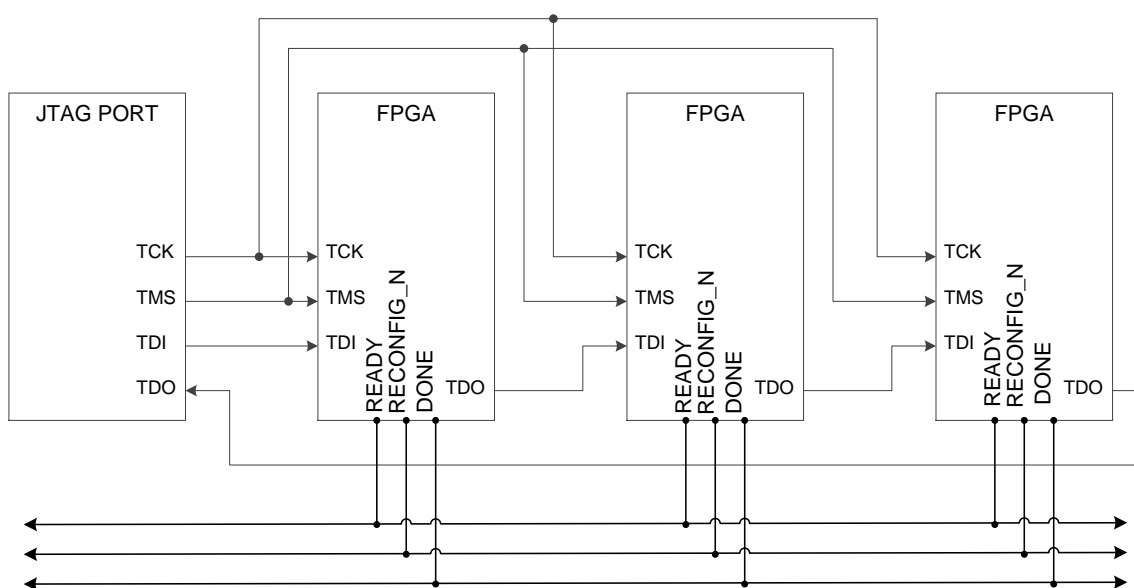 JTAG PORT
TCK
TMS
TDI
TDO
FPGA
TCK
TMS
TDI
READY
RECONFIG_N
DONE
TDO
FPGA
TCK
TMS
TDI
READY
RECONFIG_N
DONE
TDO
FPGA
TCK
TMS
TDI
READY
RECONFIG_N
DONE
TDO